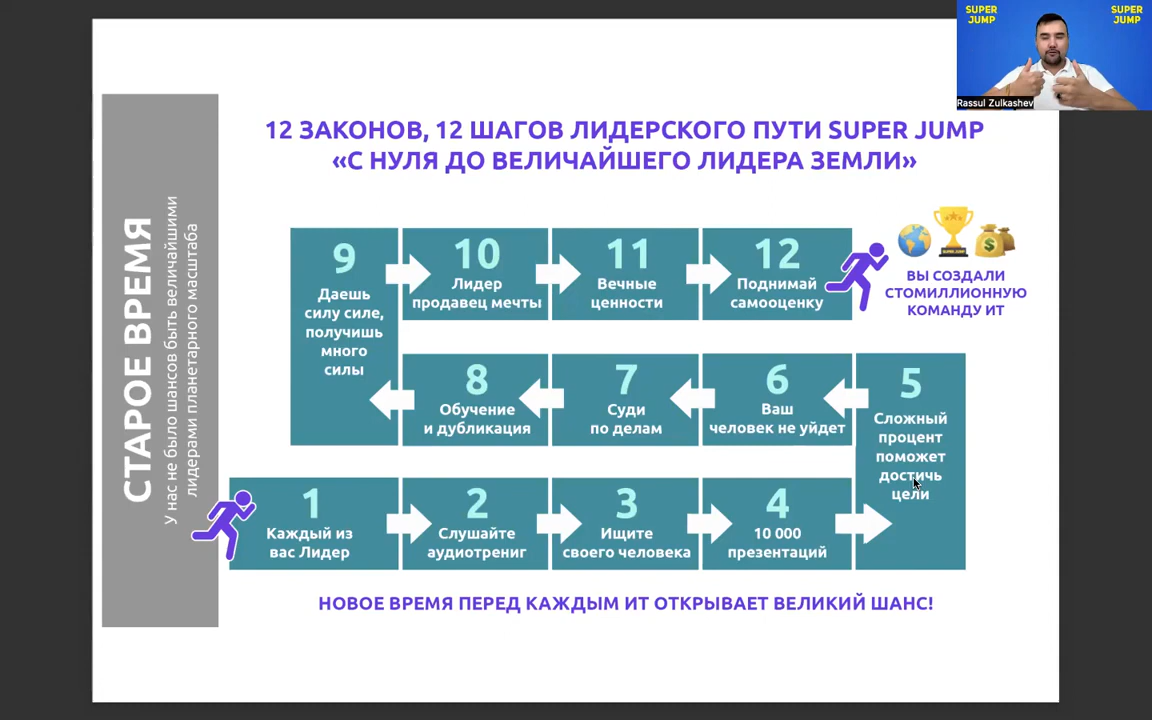 SUPER
JUMP
SUPER
JUMP
Rassul Zulkashev
12 ЗАКОНОВ, 12 ШАГОВ ЛИДЕРСКОГО ПУТИ SUPER JUMP
«С НУЛЯ ДО ВЕЛИЧАЙШЕГО ЛИДЕРА ЗЕМЛИ»
СТАРОЕ ВРЕМЯ
У нас не было шансов быть величайшими
лидерами планетарного масштаба
9
Даешь
силу силе,
получишь
много
силы
10
Лидер
продавец мечты
11
Вечные
ценности
12
Поднимай
самооценку
ВЫ СОЗДАЛИ
СТОМИЛЛИОННУЮ
КОМАНДУ ИТ
8
Обучение
и дубликация
7
Суди
по делам
6
Ваш
человек не уйдет
5
Сложный
процент
поможет
достичь
цели
1
Каждый из
вас Лидер
2
Слушайте
аудиотрениг
3
Ищите
своего человека
4
10 000
презентаций
НОВОЕ ВРЕМЯ ПЕРЕД КАЖДЫМ ИТ ОТКРЫВАЕТ ВЕЛИКИЙ ШАНС!